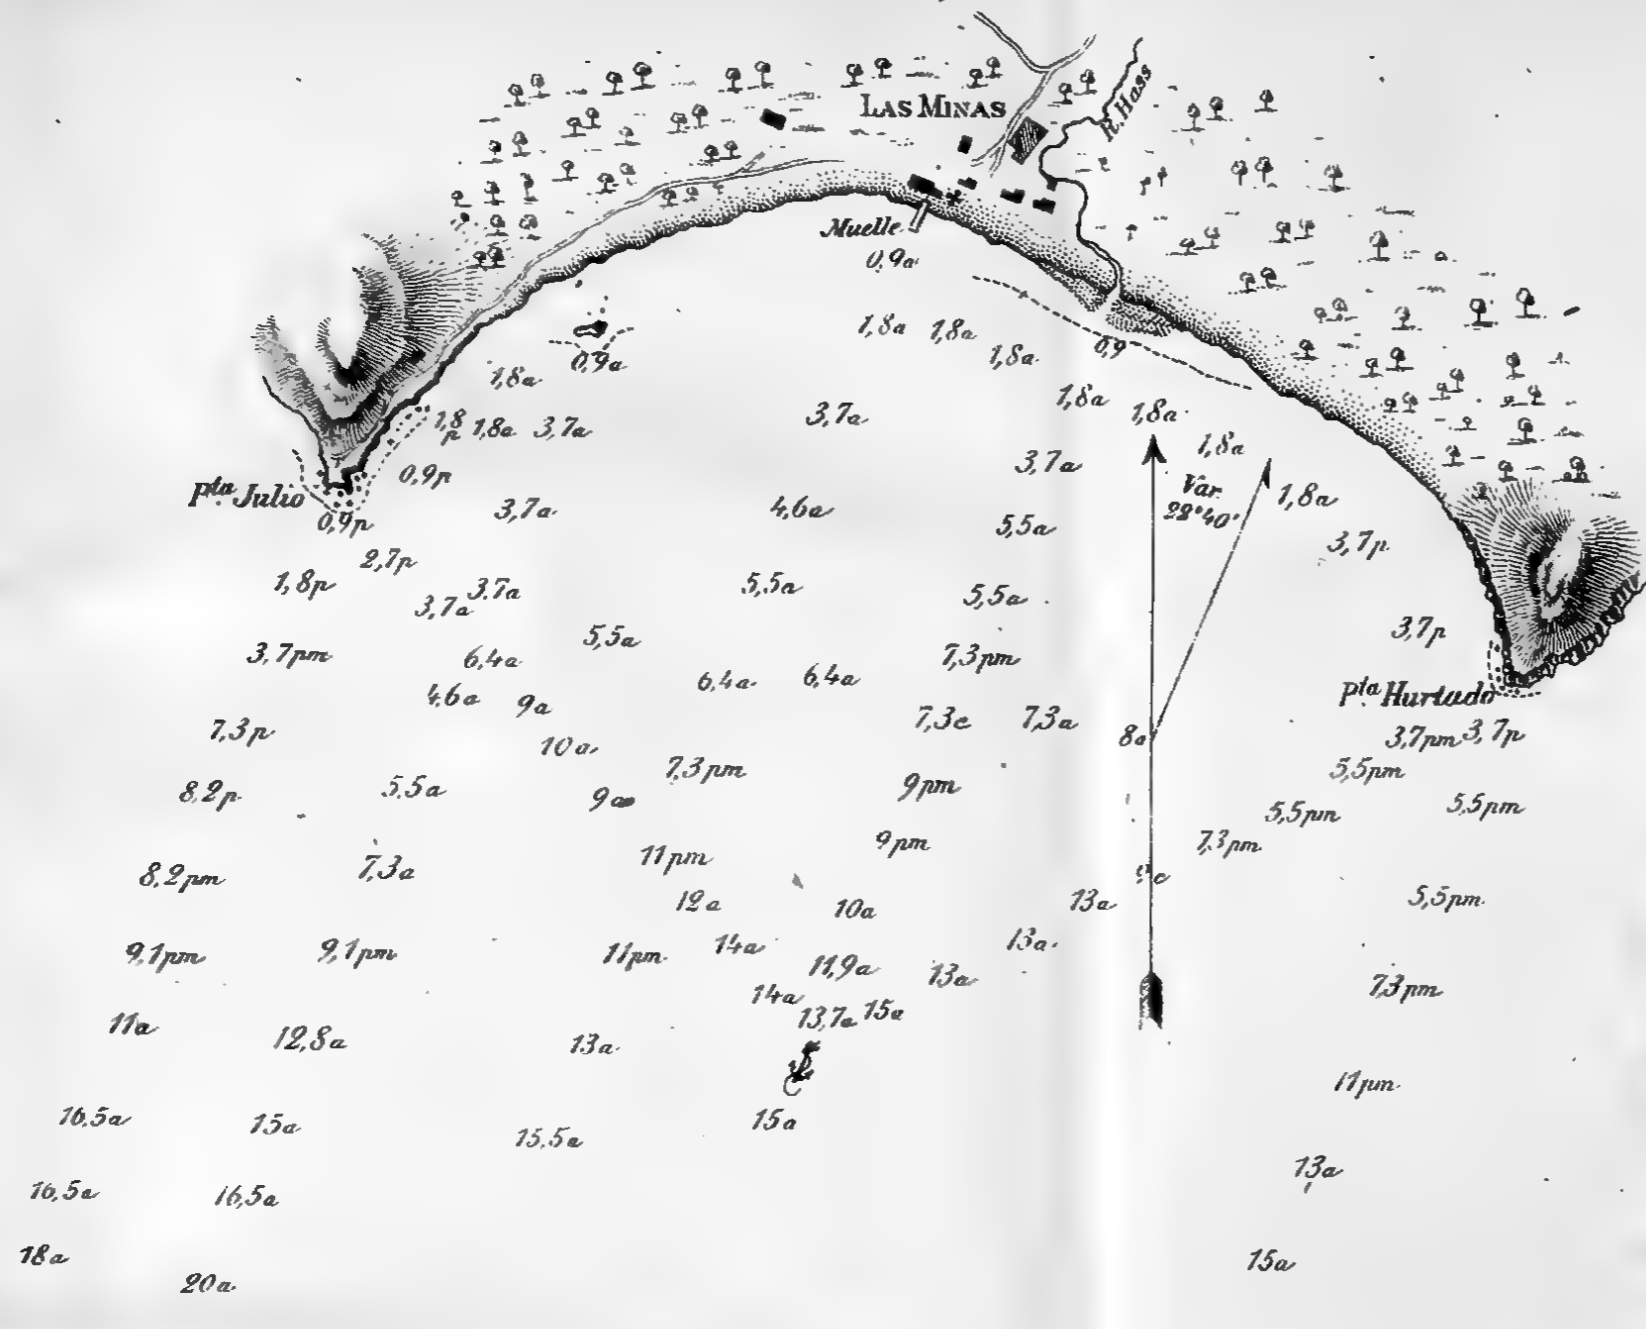 LAS MINAS
R. Hass
Muelle
0,9a
1,8a 1,8a
1,8a
0,9
0,9a
1,8a
1,8a
1,8a
1,8p 1,8a 3,7a
3,7a
1,8a
3,7a
0,9p
Var.
22°40'
1,8a
Pta. Julio
0,9p
3,7a
4,6a
5,5a
3,7p
2,7p
1,8p
3,7a
3,7a
5,5a
5,5a
5,5a
3,7p
3,7pm
6,4a
7,3pm
6,4a
6,4a
Pta. Hurtado
4,6a
9a
7,3c
7,3a
7,3p
10a
8a
3,7pm 3,7p
7,3pm
5,5pm
8,2p
5,5a
9a
9pm
5,5pm
5,5pm
11pm
9pm
7,3pm
8,2pm
7,3a
12a
10a
13a
5,5pm
9,1pm
9,1pm
11pm
14a
13a
11,9a
13a
14a
7,3pm
11a
12,8a
13a
13,7a 15a
11pm
16,5a
15a
15,5a
15a
13a
16,5a
16,5a
18a
20a
15a